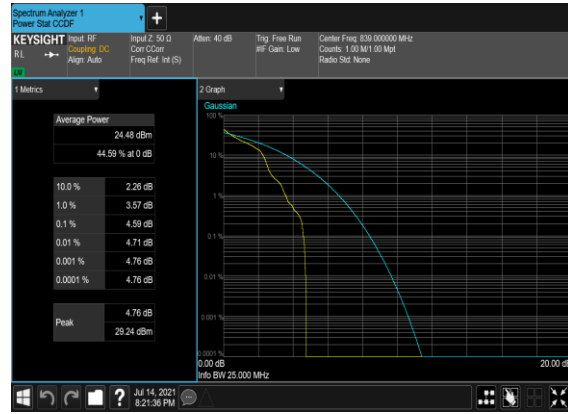 Spectrum Analyzer 1
Power Stat CCDF
KEYSIGHT
RL
Input: RF
Coupling: DC
Align: Auto
Input Z: 50 Ω
Corr CCorr
Freq Ref: Int (S)
Atten: 40 dB
Trig: Free Run
#IF Gain: Low
Center Freq: 839.000000 MHz
Counts: 1.00 M/1.00 Mpt
Radio Std: None
LW
1 Metrics
Average Power
24.48 dBm
44.59 % at 0 dB
10.0 % 2.26 dB
1.0 % 3.57 dB
0.1 % 4.59 dB
0.01 % 4.71 dB
0.001 % 4.76 dB
0.0001 % 4.76 dB
Peak
4.76 dB
29.24 dBm
2 Graph
Gaussian
100 %
10 %
1 %
0.1 %
0.01 %
0.001 %
0.0001 %
0.00 dB
20.00 dB
Info BW 25.000 MHz
?
Jul 14, 2021
8:21:36 PM